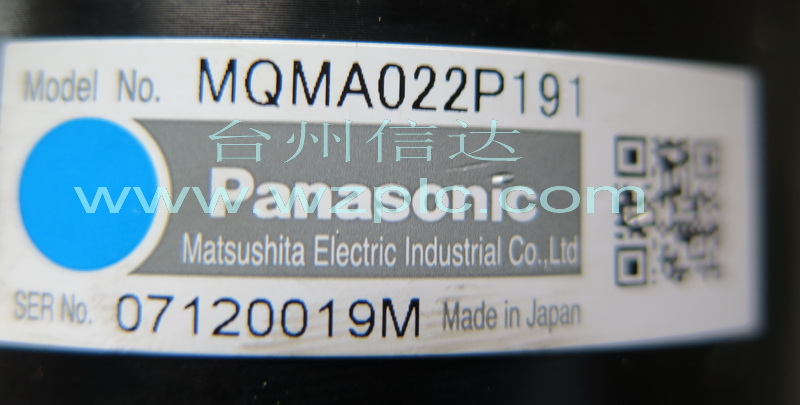 Model No. MQMA022P191
台州信达
Panasonic
www.wzplc.com
Matsushita Electric Industrial Co.,Ltd
SER No. 07120019M Made in Japan